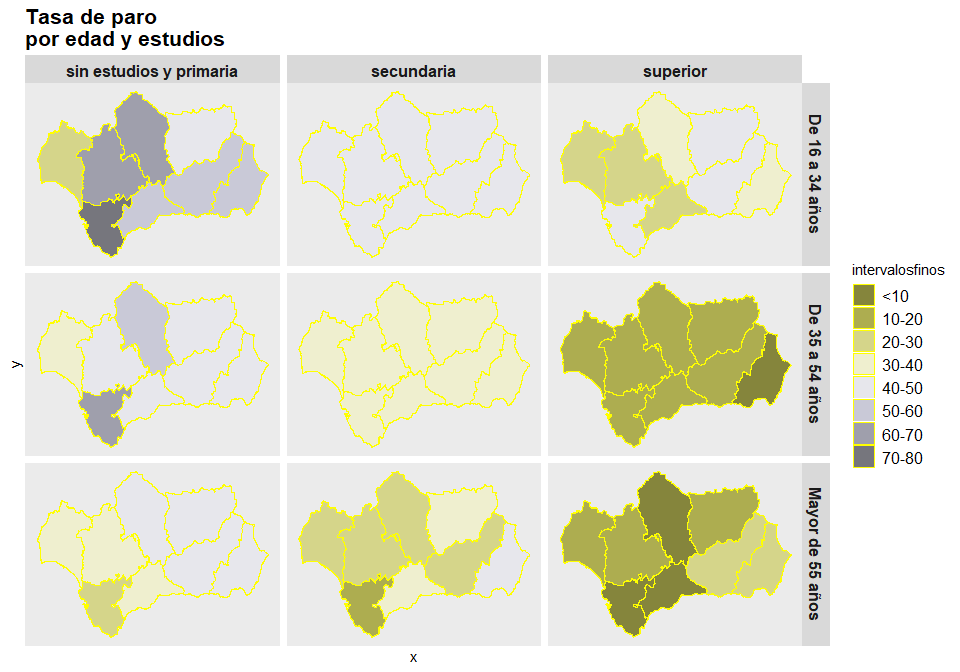 Tasa de paro
por edad y estudios
sin estudios y primaria
secundaria
superior
De 16 a 34 años
De 35 a 54 años
Mayor de 55 años
y
x
intervalosfinos
<10
10-20
20-30
30-40
40-50
50-60
60-70
70-80